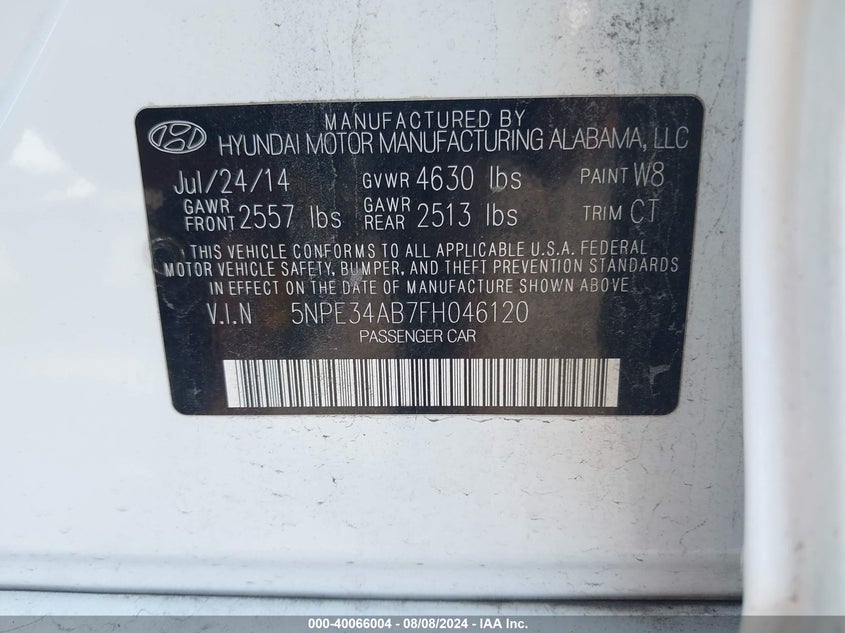 MANUFACTURED BY
HYUNDAI MOTOR MANUFACTURING ALABAMA, LLC
Jul/24/14 GVWR 4630 lbs PAINT W8
GAWR FRONT 2557 lbs GAWR REAR 2513 lbs TRIM CT
THIS VEHICLE CONFORMS TO ALL APPLICABLE U.S.A. FEDERAL
MOTOR VEHICLE SAFETY, BUMPER, AND THEFT PREVENTION STANDARDS
IN EFFECT ON THE DATE OF MANUFACTURE SHOWN ABOVE.
V.I.N 5NPE34AB7FH046120
PASSENGER CAR
000-40066004 - 08/08/2024 - IAA Inc.